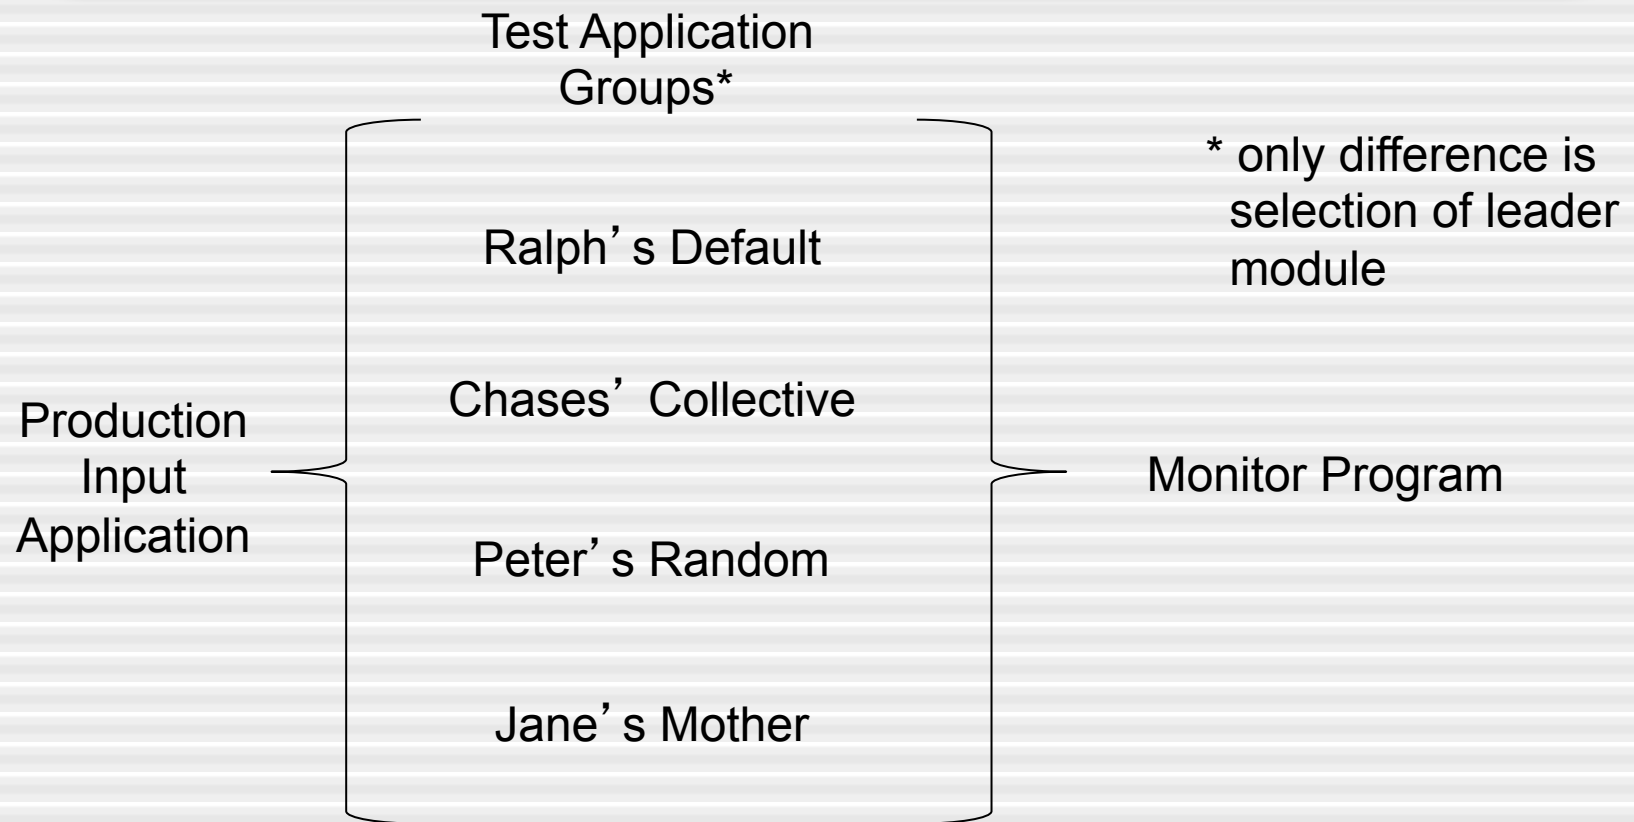 Test Application
Groups*
* only difference is
selection of leader
module
Ralph’s Default
Chases’ Collective
Production
Input
Application
Monitor Program
Peter’s Random
Jane’s Mother